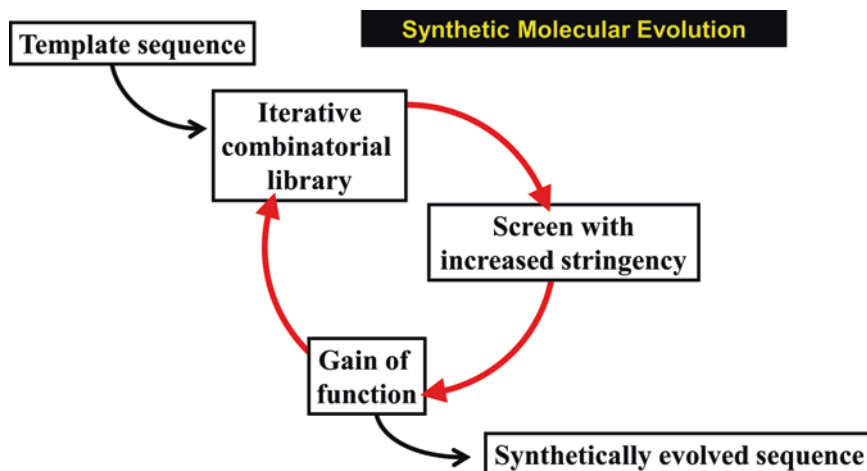 Synthetic Molecular Evolution
Template sequence
Iterative
combinatorial
library
Screen with
increased stringency
Gain of
function
Synthetically evolved sequence